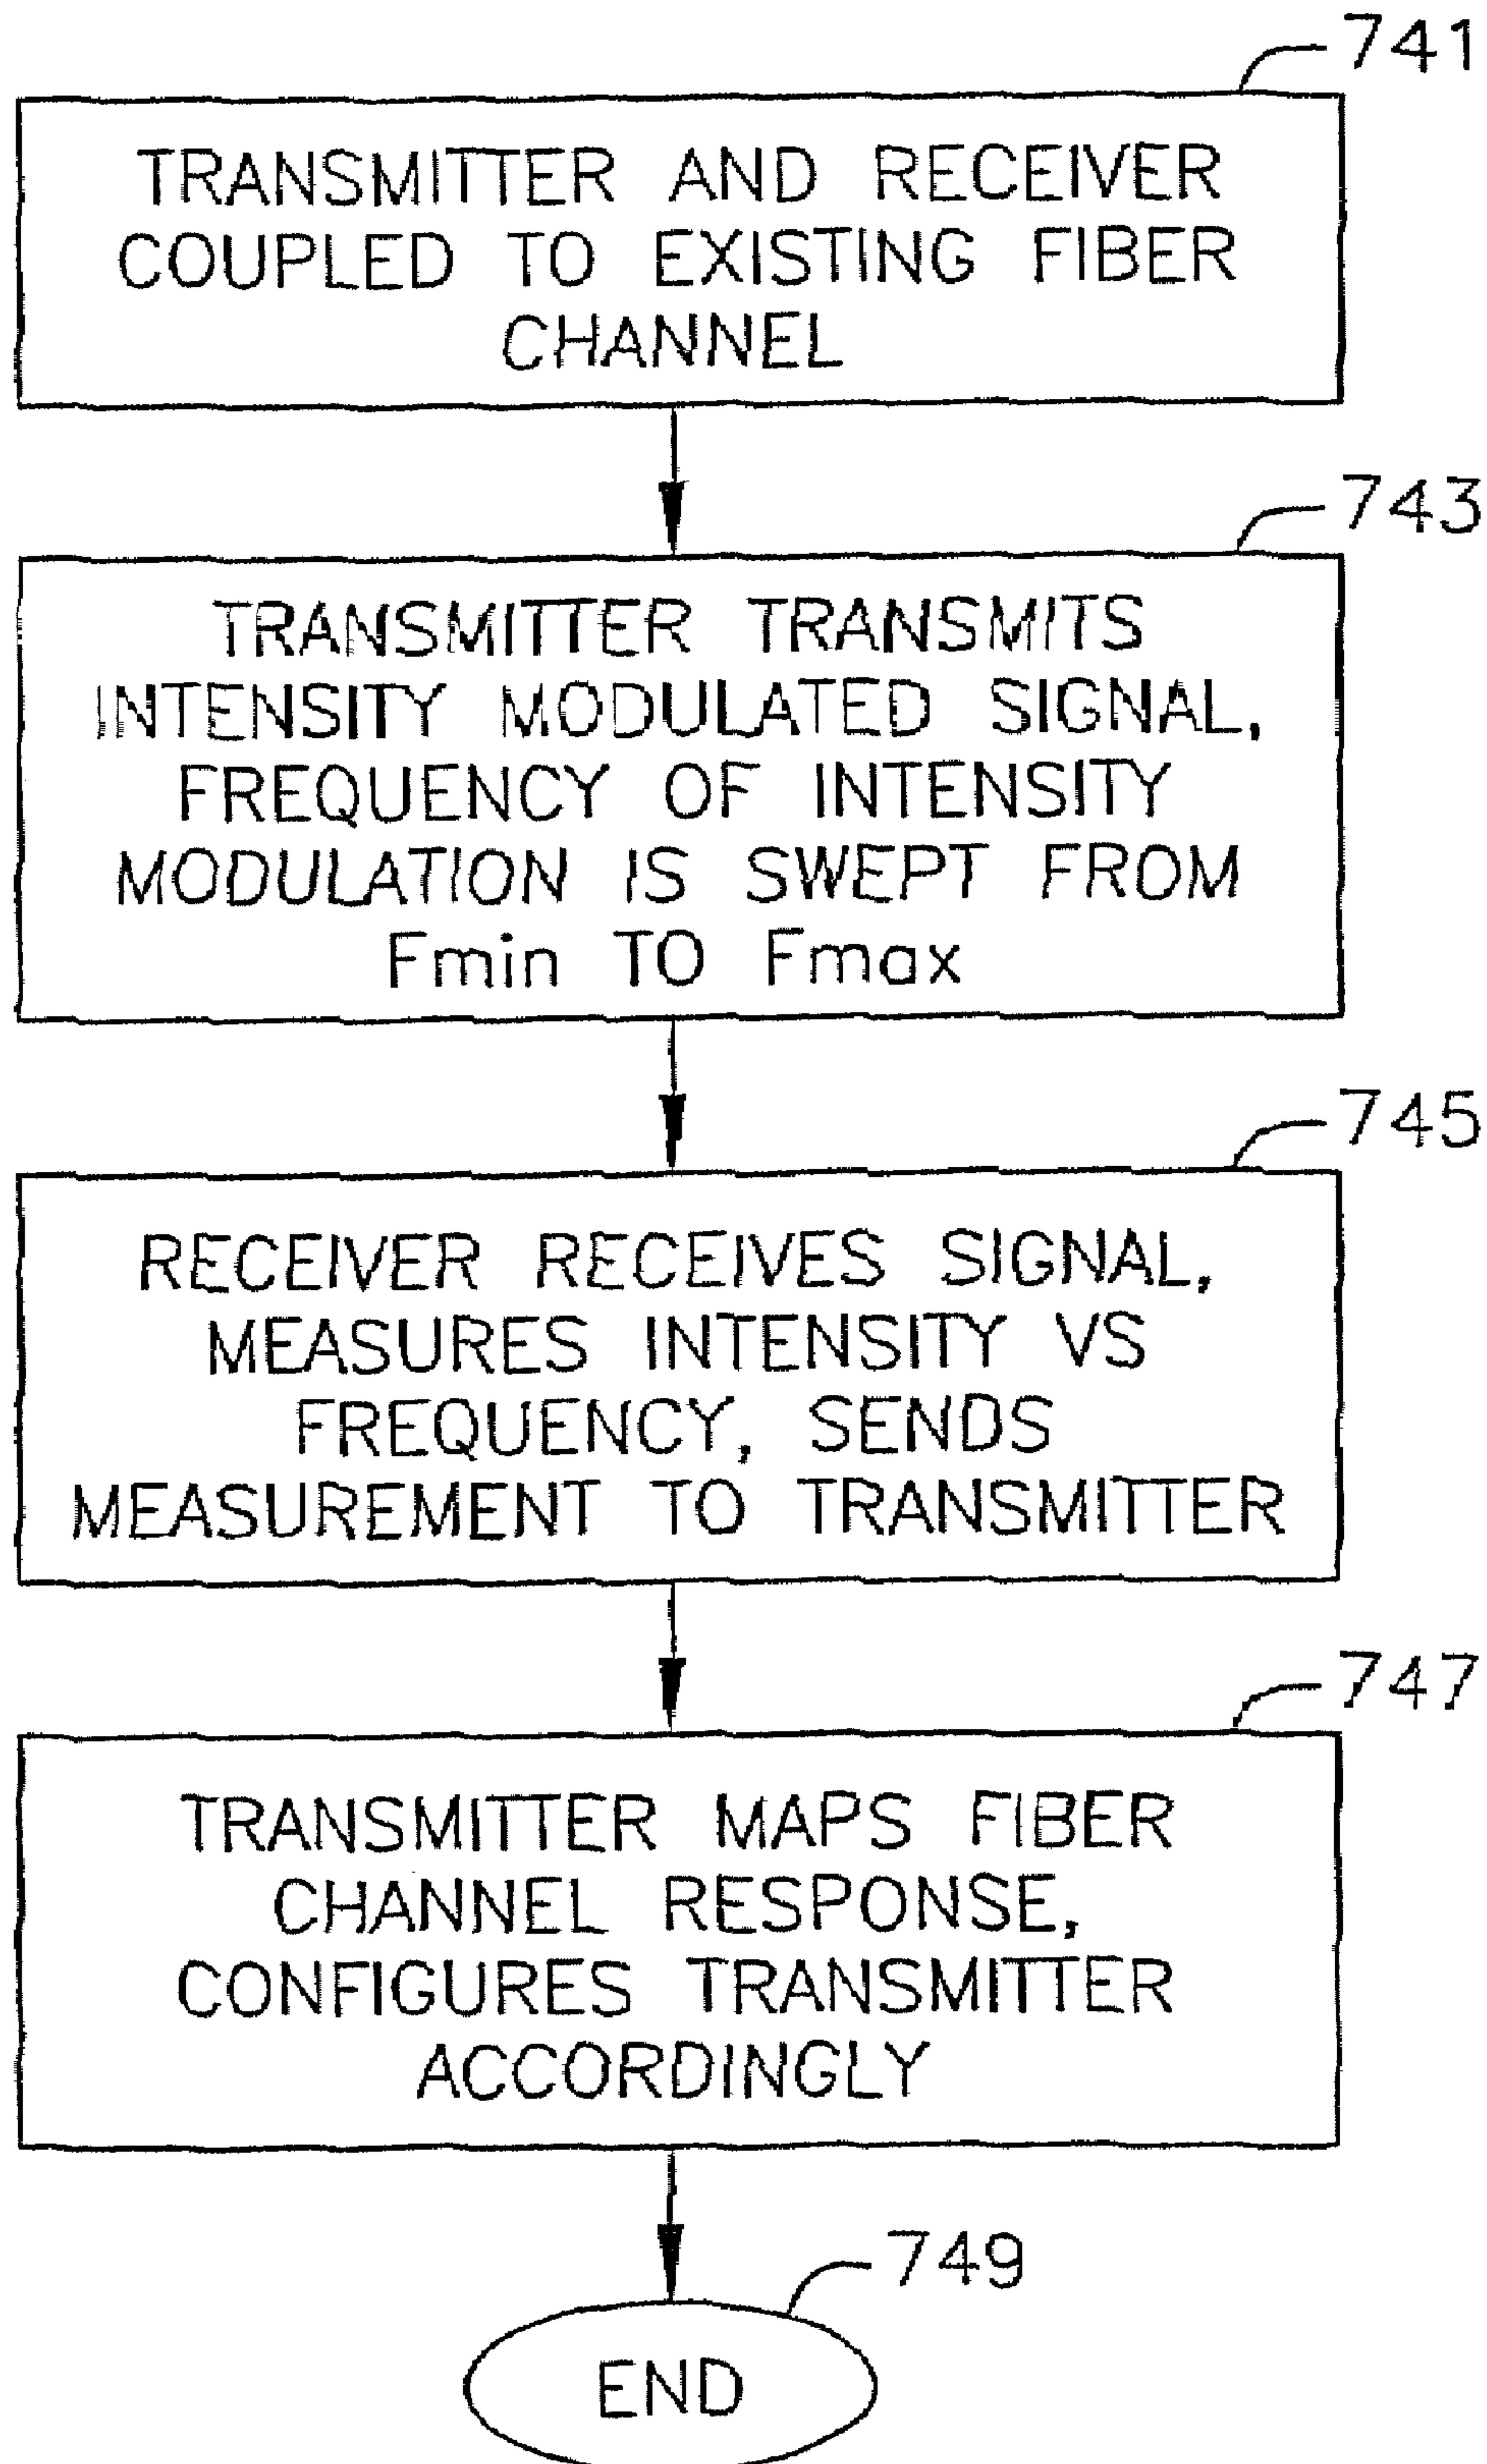 741
TRANSMITTER AND RECEIVER
COUPLED TO EXISTING FIBER
CHANNEL
743
TRANSMITTER TRANSMITS
INTENSITY MODULATED SIGNAL,
FREQUENCY OF INTENSITY
MODULATION IS SWEPT FROM
Fmin TO Fmax
745
RECEIVER RECEIVES SIGNAL,
MEASURES INTENSITY VS
FREQUENCY, SENDS
MEASUREMENT TO TRANSMITTER
747
TRANSMITTER MAPS FIBER
CHANNEL RESPONSE,
CONFIGURES TRANSMITTER
ACCORDINGLY
749
END